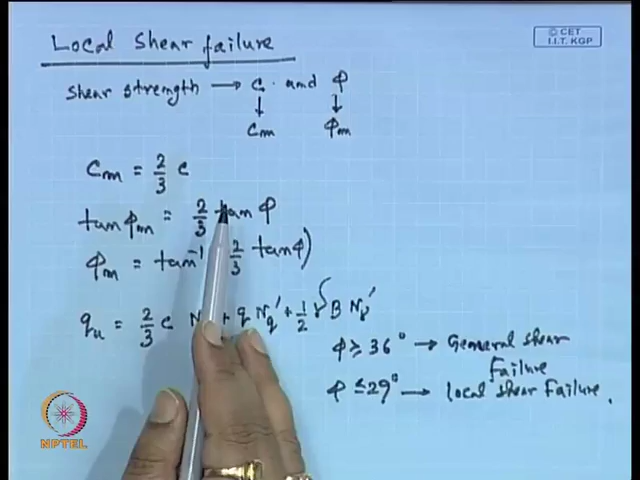 Local Shear failure
© CET
I.I.T. KGP
Shear strength → c and φ
↓ ↓
cm φm
cm = 2/3 c
tan φm = 2/3 tan φ
φm = tan⁻¹ 2/3 tan φ)
qu = 2/3 c N + q Nq' + 1/2 γ B Nγ'
φ ≥ 36° → General shear
Failure
φ ≤ 29° → local shear Failure.
NPTEL